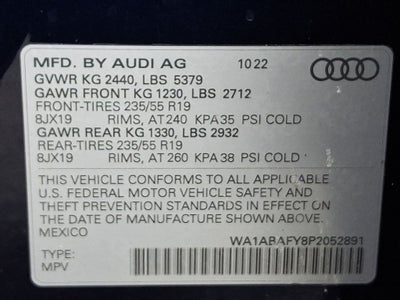 MFD. BY AUDI AG 10 22
GVWR KG 2440, LBS 5379
GAWR FRONT KG 1230, LBS 2712
FRONT-TIRES 235/55 R19
8JX19 RIMS, AT 240 KPA 35 PSI COLD
GAWR REAR KG 1330, LBS 2932
REAR-TIRES 235/55 R19
8JX19 RIMS, AT 260 KPA 38 PSI COLD
THIS VEHICLE CONFORMS TO ALL APPLICABLE
U.S. FEDERAL MOTOR VEHICLE SAFETY AND
THEFT PREVENTION STANDARDS IN EFFECT ON
THE DATE OF MANUFACTURE SHOWN ABOVE.
MEXICO WA1ABAFY8P2052891
TYPE:
MPV